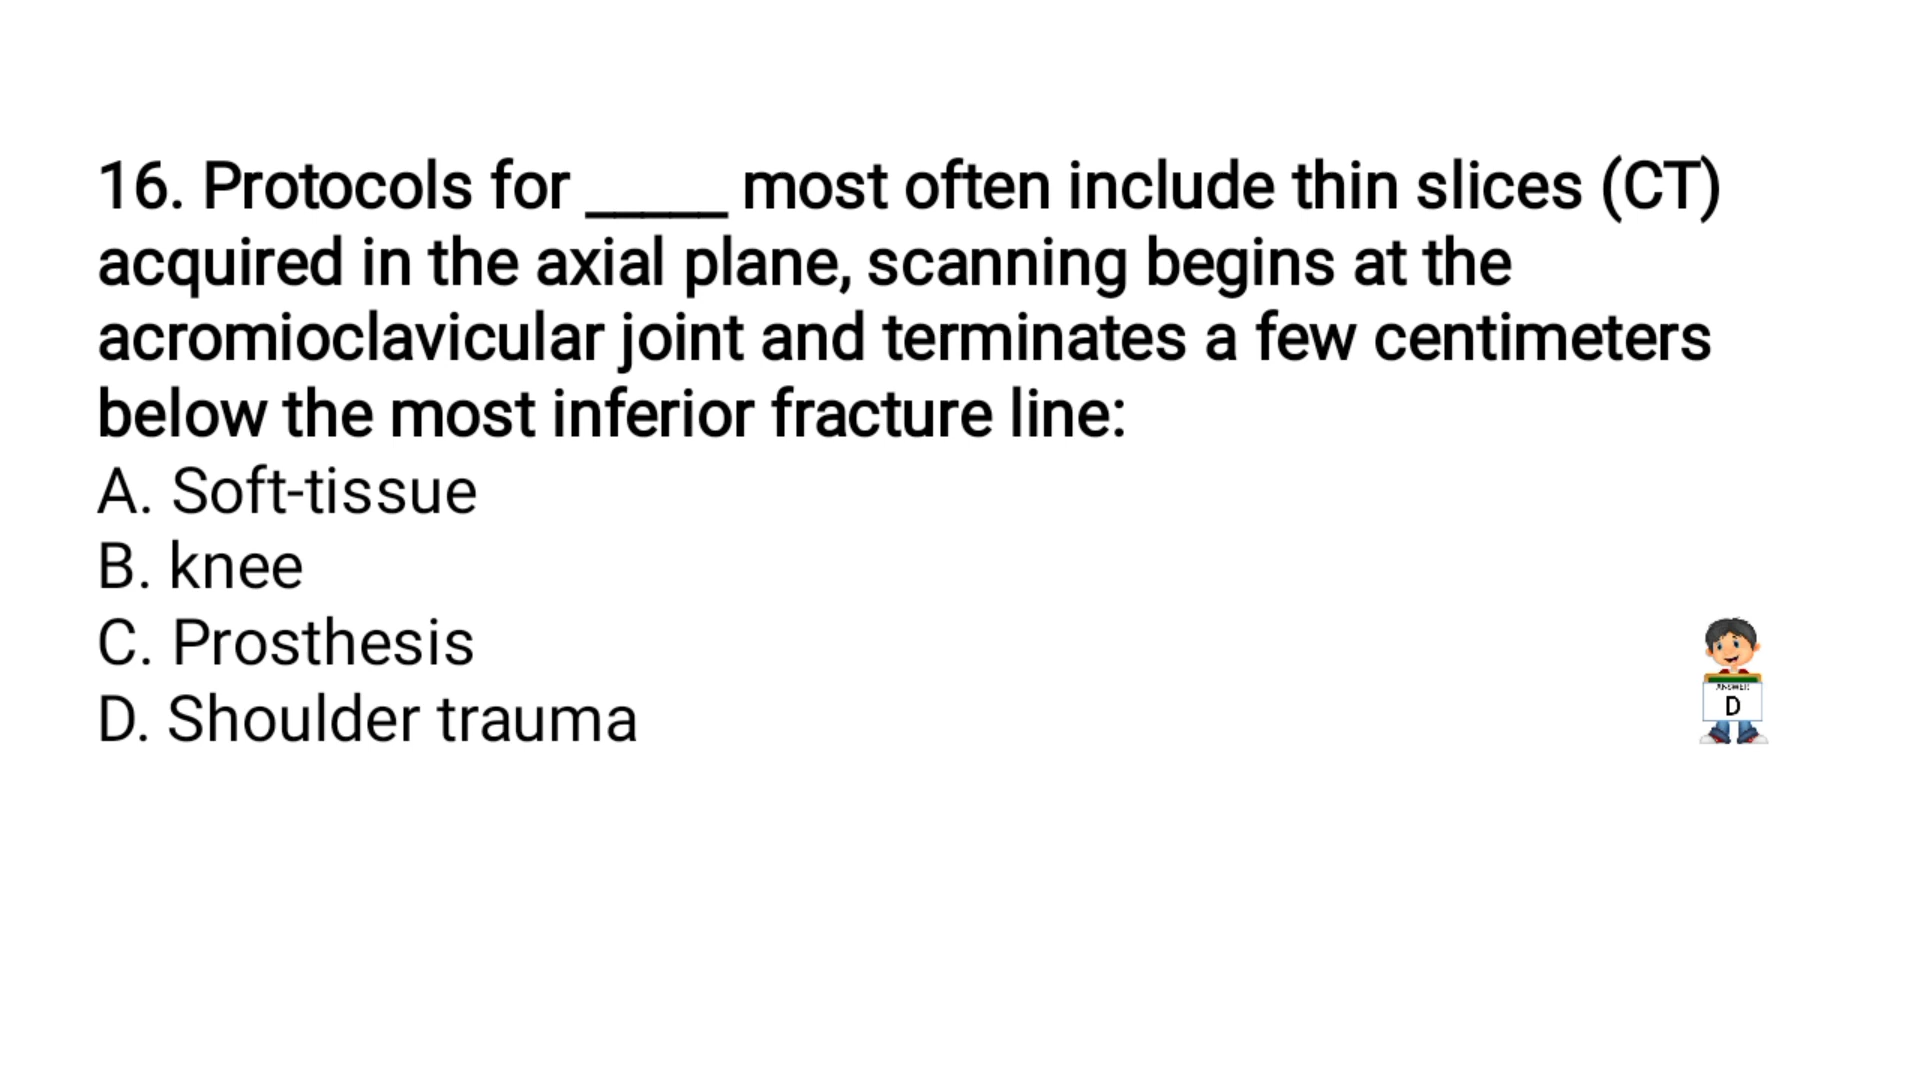 16. Protocols for _____ most often include thin slices (CT)
acquired in the axial plane, scanning begins at the
acromioclavicular joint and terminates a few centimeters
below the most inferior fracture line:
A. Soft-tissue
B. knee
C. Prosthesis
D. Shoulder trauma
ANSWER:
D